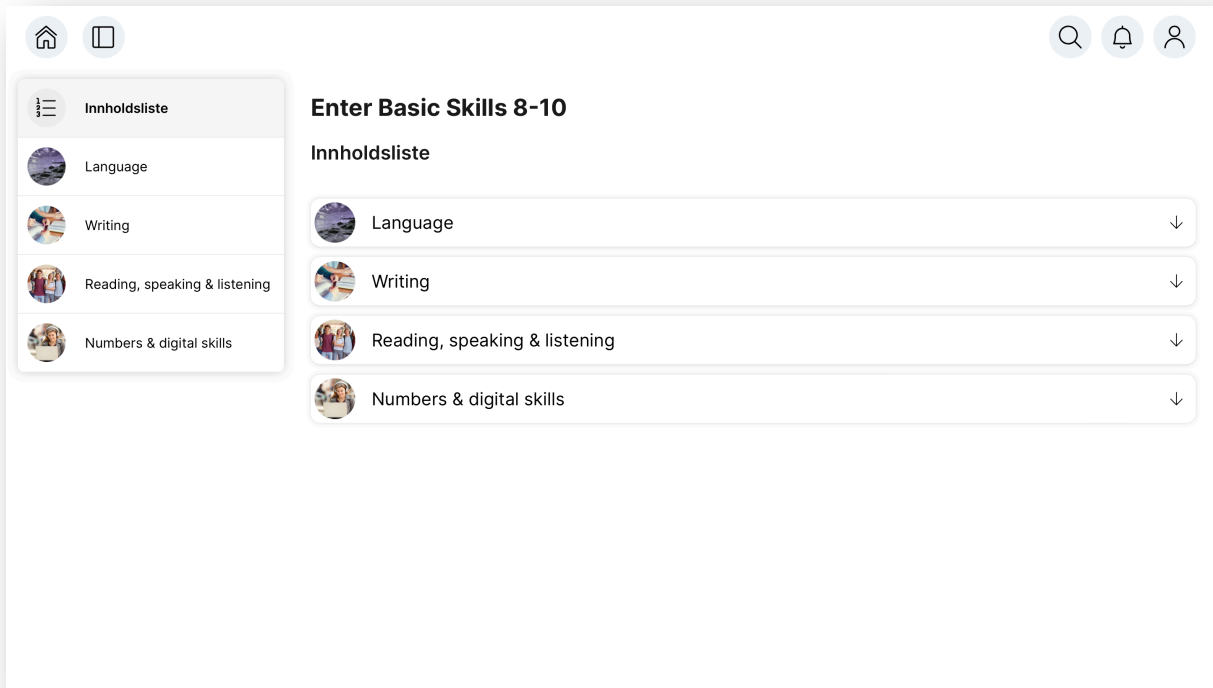 Innholdsliste
Language
Writing
Reading, speaking & listening
Numbers & digital skills
Enter Basic Skills 8-10
Innholdsliste
Language
Writing
Reading, speaking & listening
Numbers & digital skills